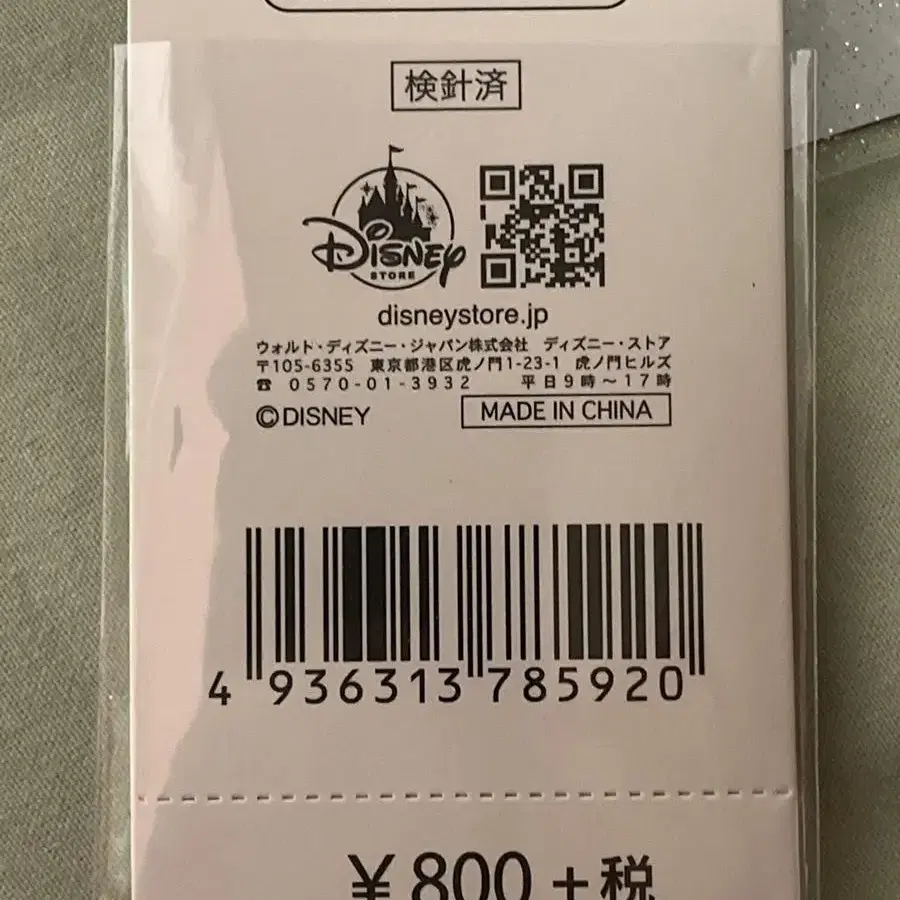 検針済
DISNEY
STORE
disneystore.jp
ウォルト・ディズニー・ジャパン株式会社 ディズニー・ストア
〒105-6355 東京都港区虎ノ門1-23-1 虎ノ門ヒルズ
☎ 0570-01-3932 平日9時～17時
©DISNEY MADE IN CHINA
4 936313 785920
¥800+税